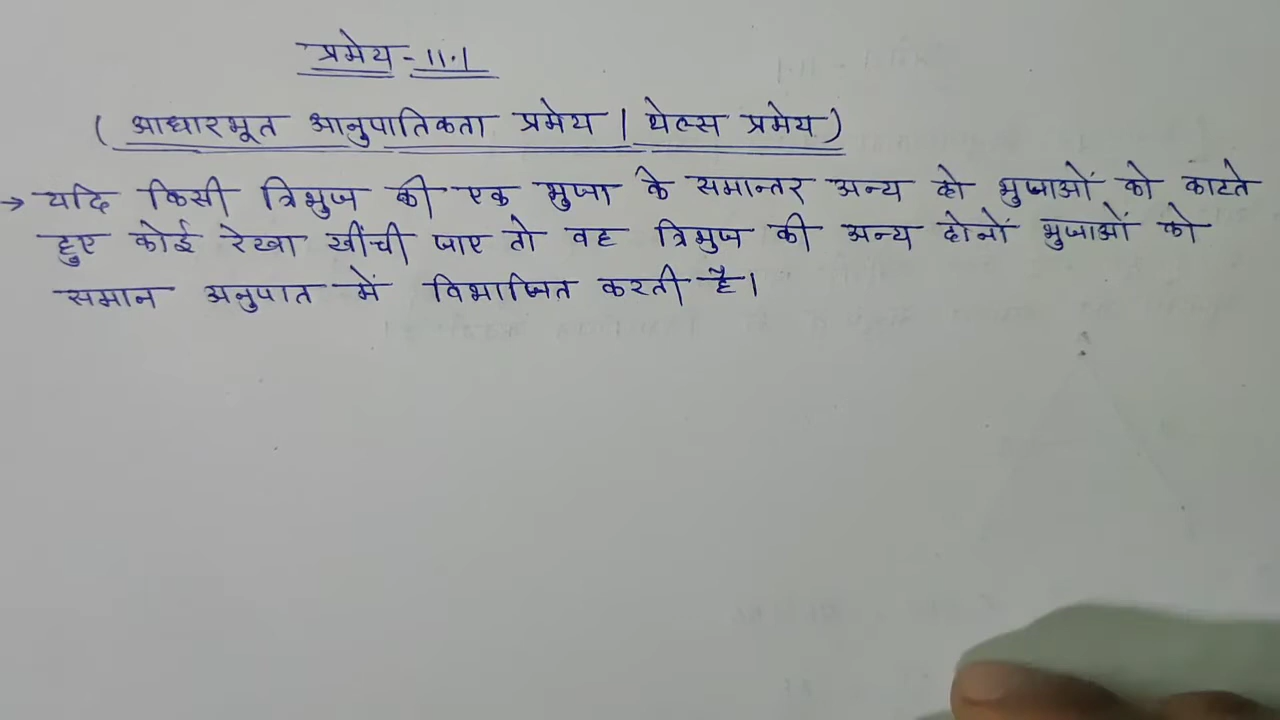 प्रमेय - 11.1
( आधारभूत आनुपातिकता प्रमेय / थेल्स प्रमेय )
→ यदि किसी त्रिभुज की एक भुजा के समान्तर अन्य दो भुजाओं को काटते
हुए कोई रेखा खींची जाए तो वह त्रिभुज की अन्य दोनों भुजाओं को
समान अनुपात में विभाजित करती है।